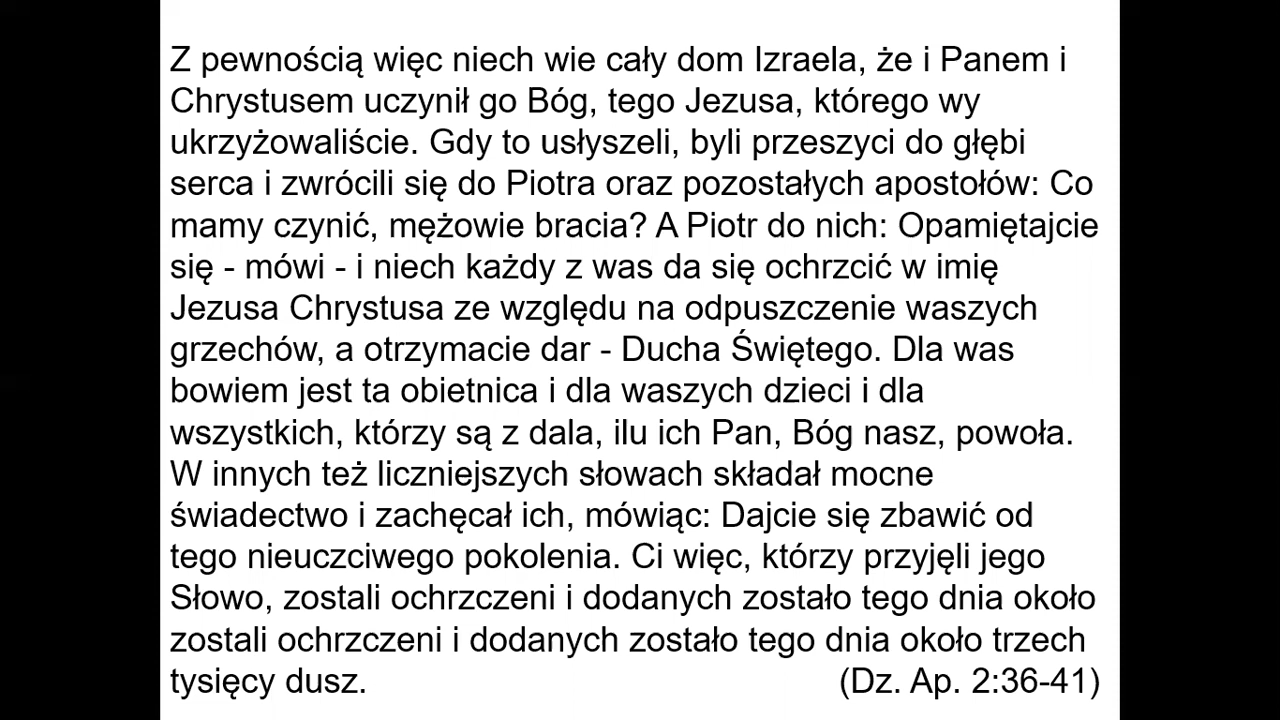 Z pewnością więc niech wie cały dom Izraela, że i Panem i
Chrystusem uczynił go Bóg, tego Jezusa, którego wy
ukrzyżowaliście. Gdy to usłyszeli, byli przeszyci do głębi
serca i zwrócili się do Piotra oraz pozostałych apostołów: Co
mamy czynić, mężowie bracia? A Piotr do nich: Opamiętajcie
się - mówi - i niech każdy z was da się ochrzcić w imię
Jezusa Chrystusa ze względu na odpuszczenie waszych
grzechów, a otrzymacie dar - Ducha Świętego. Dla was
bowiem jest ta obietnica i dla waszych dzieci i dla
wszystkich, którzy są z dala, ilu ich Pan, Bóg nasz, powoła.
W innych też liczniejszych słowach składał mocne
świadectwo i zachęcał ich, mówiąc: Dajcie się zbawić od
tego nieuczciwego pokolenia. Ci więc, którzy przyjęli jego
Słowo, zostali ochrzczeni i dodanych zostało tego dnia około
zostali ochrzczeni i dodanych zostało tego dnia około trzech
tysięcy dusz. (Dz. Ap. 2:36-41)